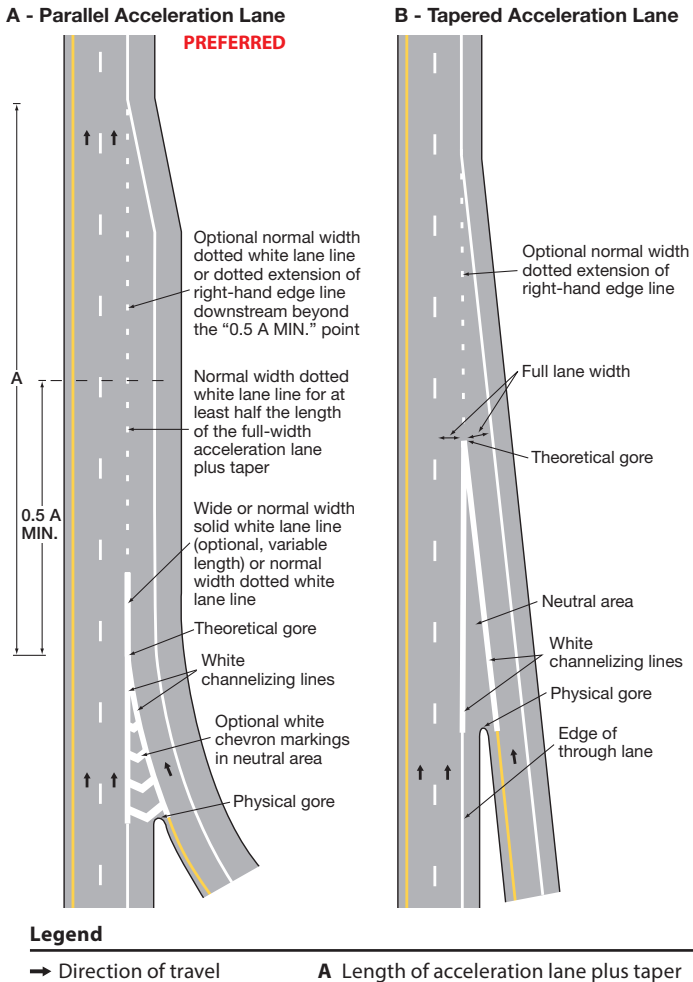 A - Parallel Acceleration Lane
PREFERRED
Optional normal width
dotted white lane line
or dotted extension of
right-hand edge line
downstream beyond
the “0.5 A MIN.” point
A
Normal width dotted
white lane line for at
least half the length
of the full-width
acceleration lane
plus taper
0.5 A
MIN.
Wide or normal width
solid white lane line
(optional, variable
length) or normal
width dotted white
lane line
Theoretical gore
White
channelizing lines
Optional white
chevron markings
in neutral area
Physical gore
B - Tapered Acceleration Lane
Optional normal width
dotted extension of
right-hand edge line
Full lane width
Theoretical gore
Neutral area
White
channelizing lines
Physical gore
Edge of
through lane
Legend
Direction of travel
A Length of acceleration lane plus taper